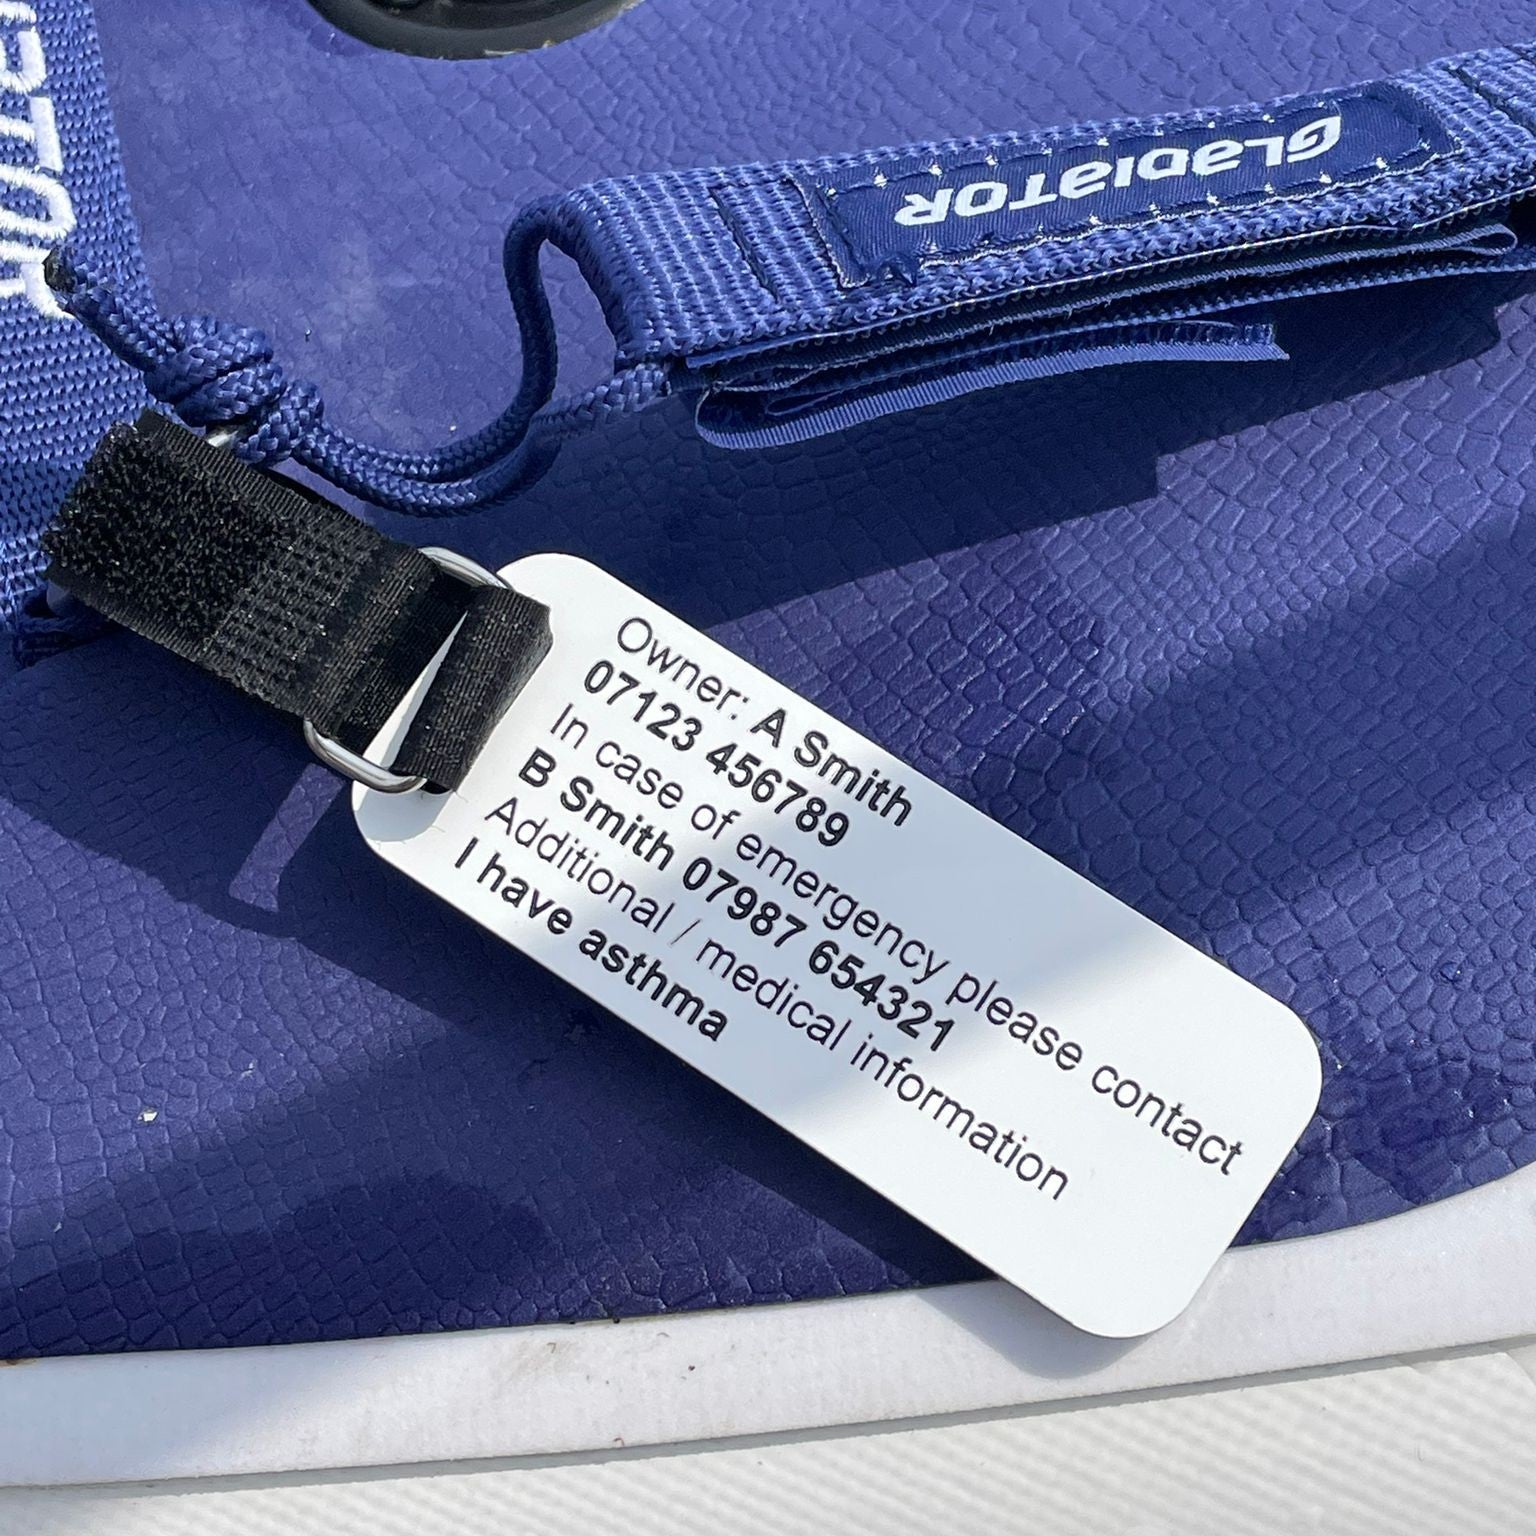 GLADIATOR
Owner: A Smith
07123 456789
In case of emergency please contact
B Smith 07987 654321
Additional / medical information
I have asthma